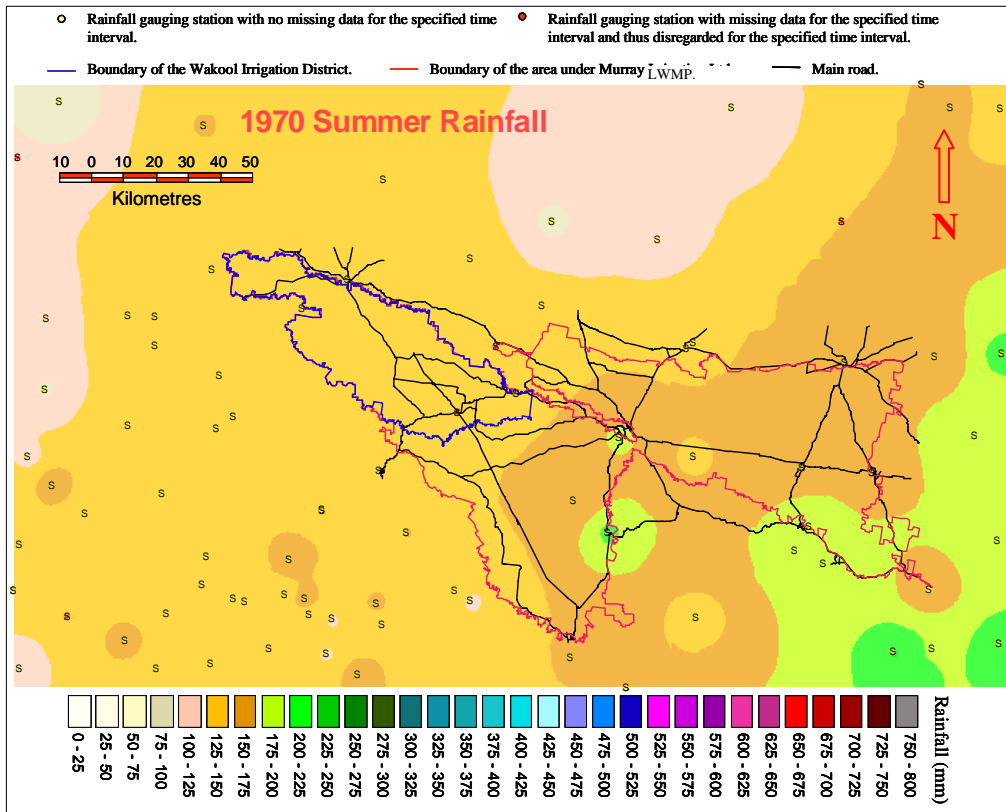 Rainfall gauging station with no missing data for the specified time
interval.
Rainfall gauging station with missing data for the specified time
interval and thus disregarded for the specified time interval.
Boundary of the Wakool Irrigation District.
Boundary of the area under Murray
LWMP.
Main road.
1970 Summer Rainfall
10 0 10 20 30 40 50
Kilometres
N
0 - 25
25 - 50
50 - 75
75 - 100
100 - 125
125 - 150
150 - 175
175 - 200
200 - 225
225 - 250
250 - 275
275 - 300
300 - 325
325 - 350
350 - 375
375 - 400
400 - 425
425 - 450
450 - 475
475 - 500
500 - 525
525 - 550
550 - 575
575 - 600
600 - 625
625 - 650
650 - 675
675 - 700
700 - 725
725 - 750
750 - 800
Rainfall (mm)